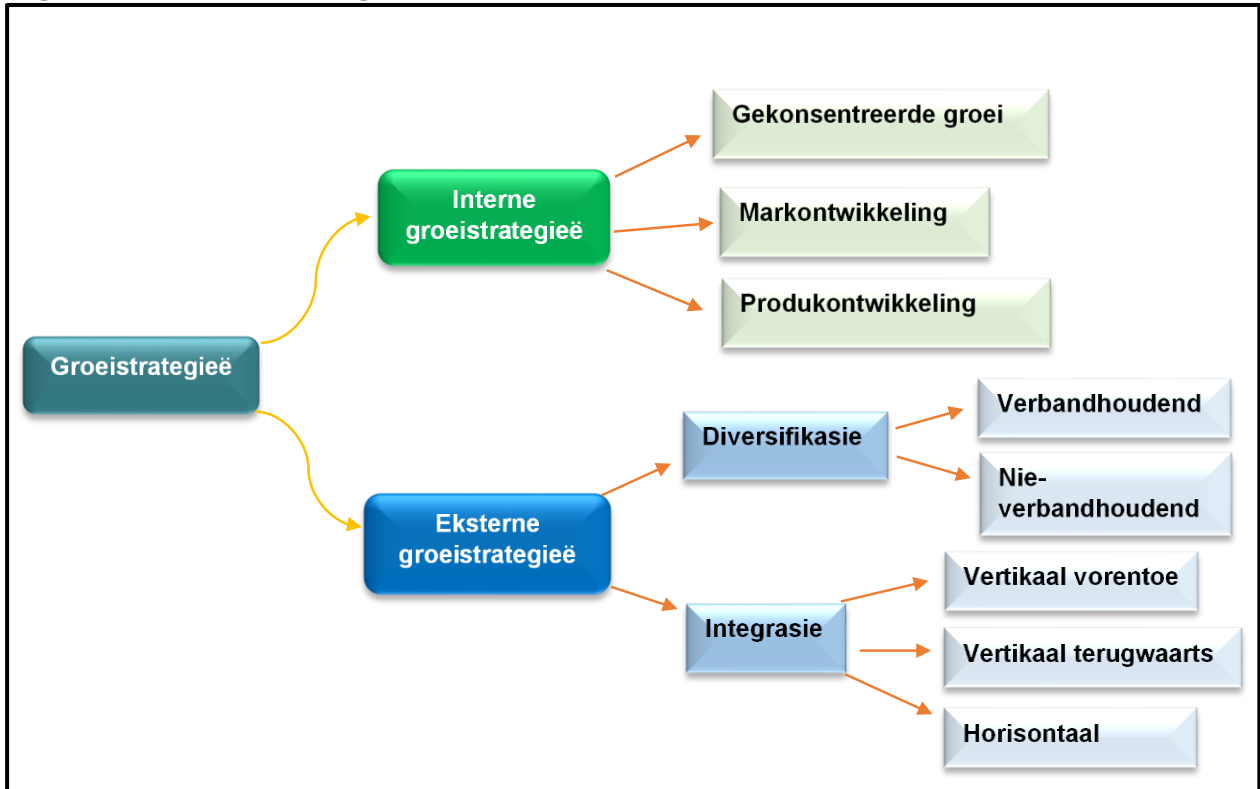 Groeistrategieë
Interne
groeistrategieë
Gekonsentreerde groei
Markontwikkeling
Produkontwikkeling
Eksterne
groeistrategieë
Diversifikasie
Verbandhoudend
Nie-
verbandhoudend
Integrasie
Vertikaal vorentoe
Vertikaal terugwaarts
Horisontaal